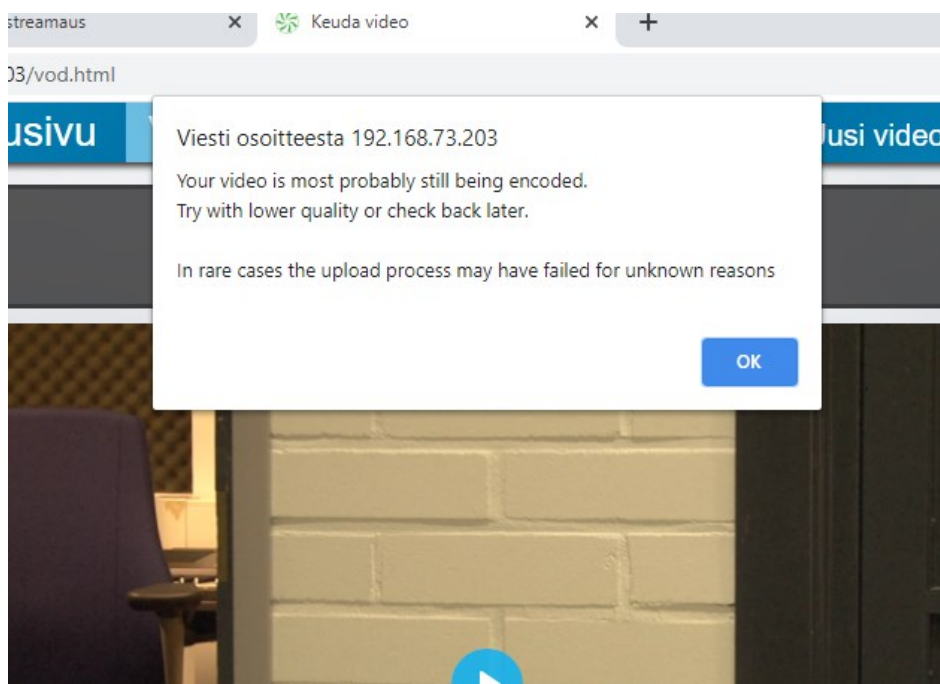 streamaus
Keuda video
03/vod.html
usivu
Uusi video
Viesti osoitteesta 192.168.73.203
Your video is most probably still being encoded.
Try with lower quality or check back later.
In rare cases the upload process may have failed for unknown reasons
OK